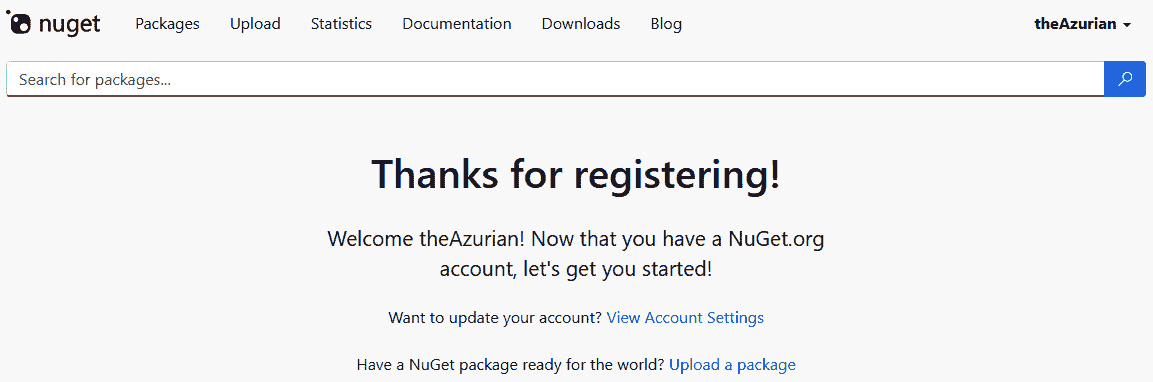 nuget Packages Upload Statistics Documentation Downloads Blog theAzurian
Search for packages...
Thanks for registering!
Welcome theAzurian! Now that you have a NuGet.org
account, let's get you started!
Want to update your account? View Account Settings
Have a NuGet package ready for the world? Upload a package